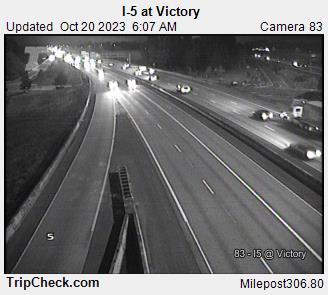 I-5 at Victory
Updated  Oct 20 2023  6:07 AM
Camera 83
S
83 - I5 @ Victory
TripCheck.com
Milepost306.80